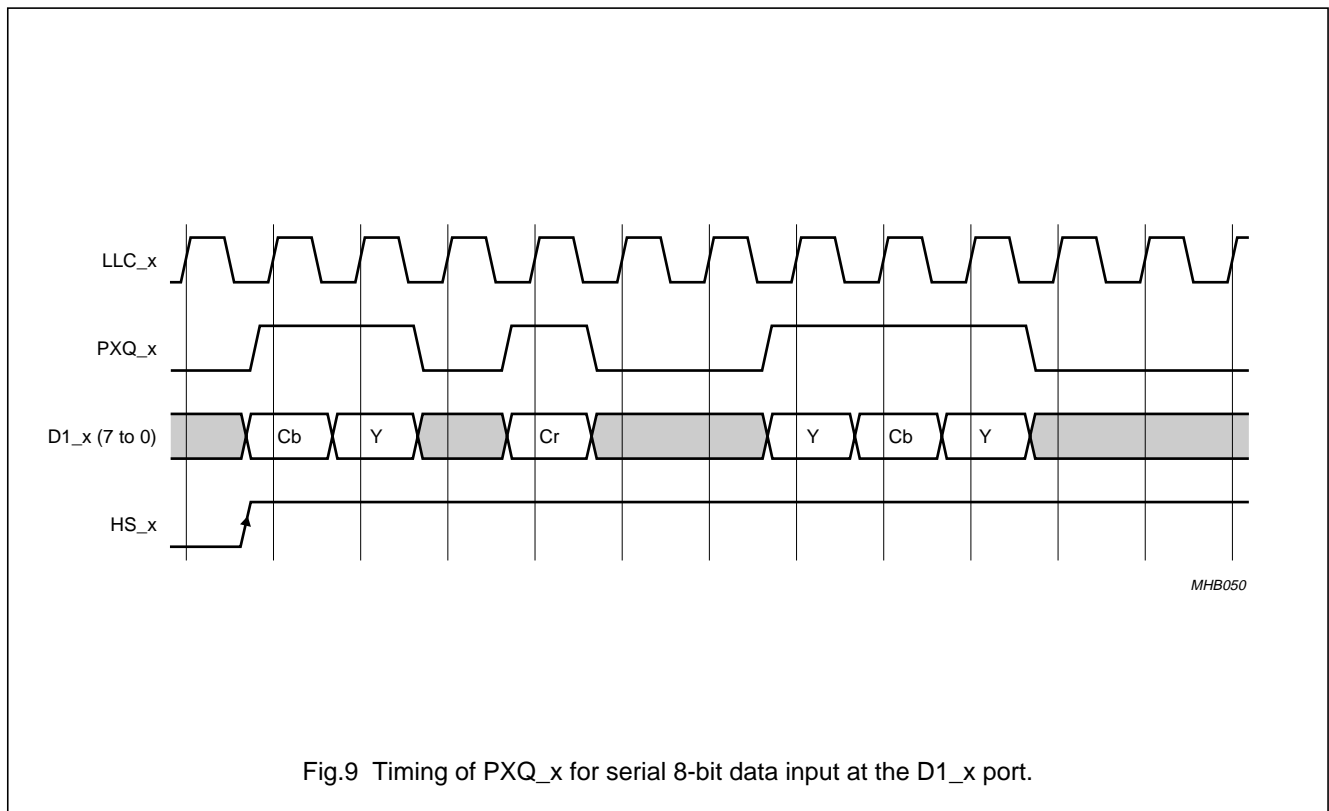 LLC_x
PXQ_x
D1_x (7 to 0) Cb Y Cr Y Cb Y
HS_x
MHB050
Fig.9 Timing of PXQ_x for serial 8-bit data input at the D1_x port.